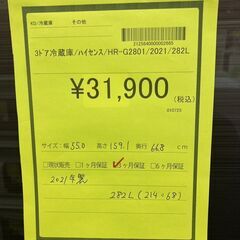 KD/冷蔵庫 その他
2125640000002665
3ドア冷蔵庫/ハイセンス/HR-G2801/2021/282L
¥31,900
(税込)
サイズ:幅 55.0 高さ 159.1 奥行 66.8 cm
□現状販売 □1ヶ月保証 ☑3ヶ月保証 □6ヶ月保証
2021年製
282L (214・68)